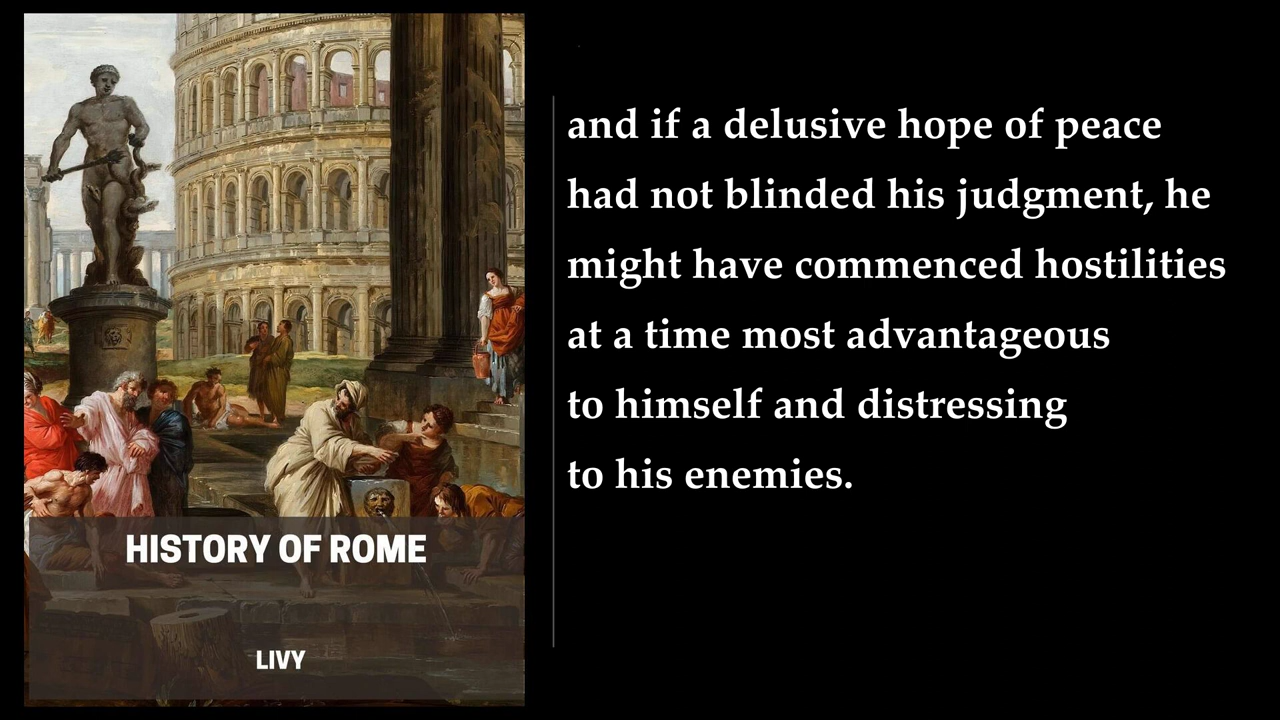 HISTORY OF ROME
LIVY
and if a delusive hope of peace
had not blinded his judgment, he
might have commenced hostilities
at a time most advantageous
to himself and distressing
to his enemies.